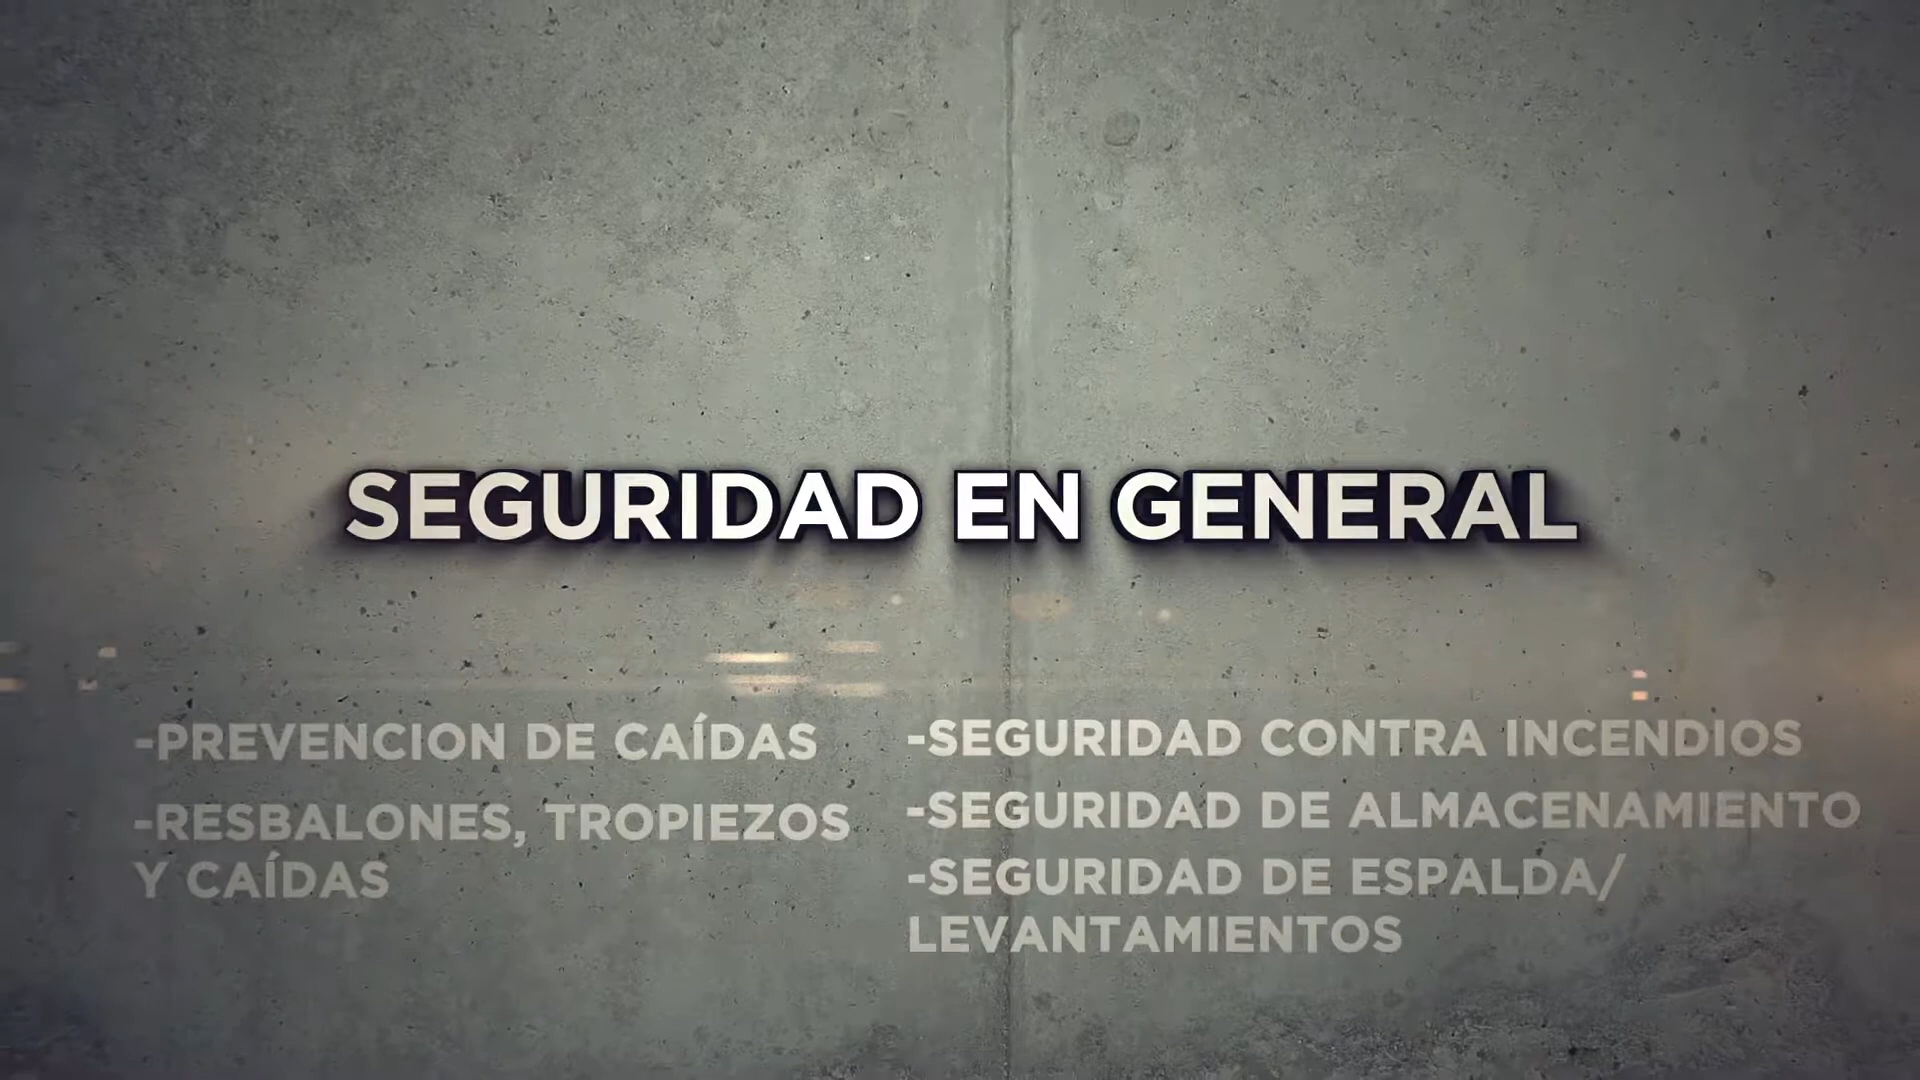 SEGURIDAD EN GENERAL
-PREVENCION DE CAÍDAS
-RESBALONES, TROPIEZOS
Y CAÍDAS
-SEGURIDAD CONTRA INCENDIOS
-SEGURIDAD DE ALMACENAMIENTO
-SEGURIDAD DE ESPALDA/
LEVANTAMIENTOS